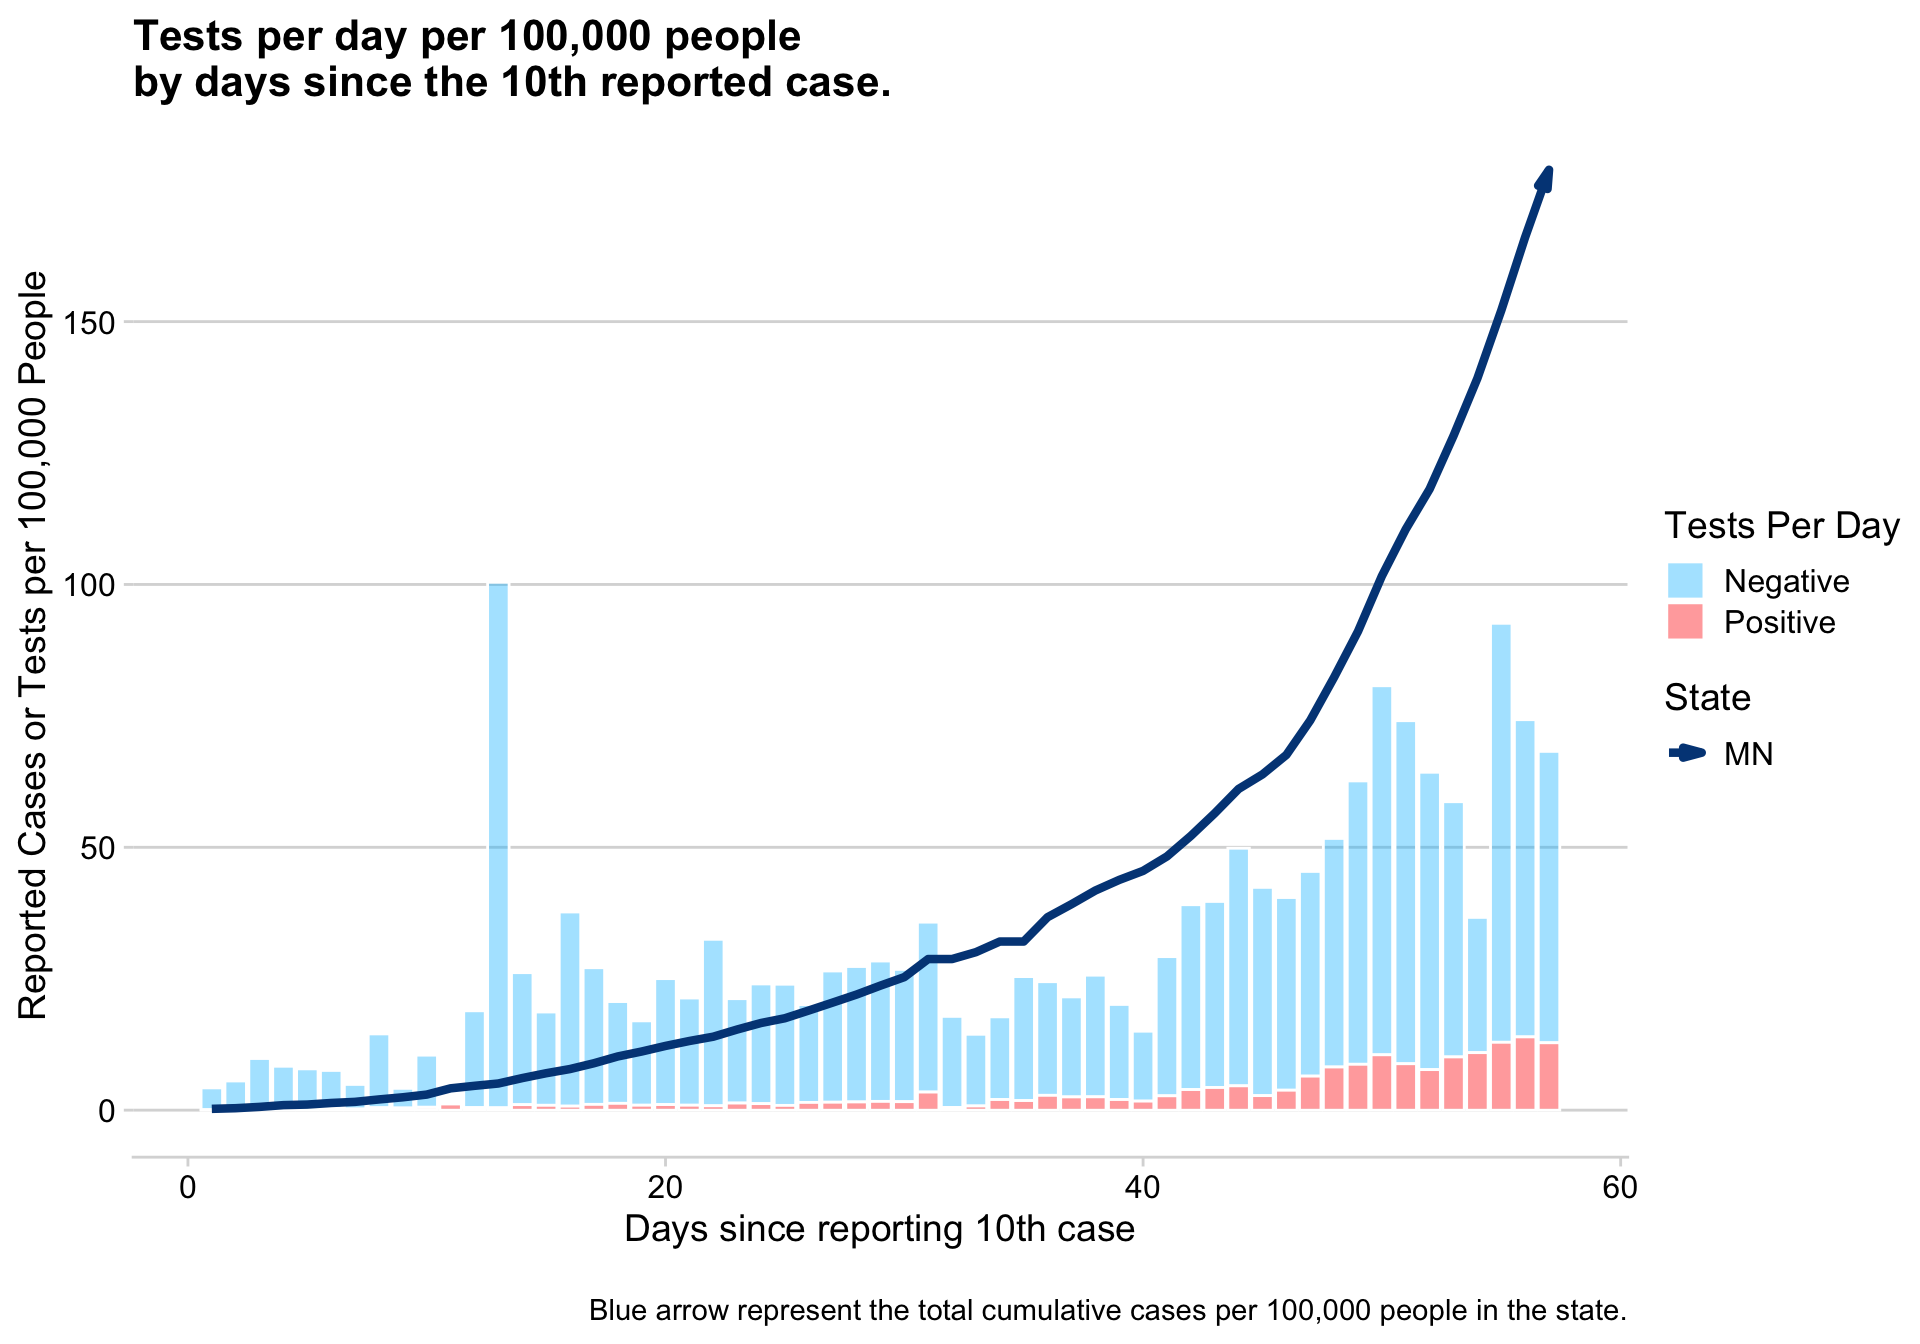 Tests per day per 100,000 people
by days since the 10th reported case.
Reported Cases or Tests per 100,000 People
150
100
50
0
0
20
40
60
Days since reporting 10th case
Tests Per Day
Negative
Positive
State
MN
Blue arrow represent the total cumulative cases per 100,000 people in the state.